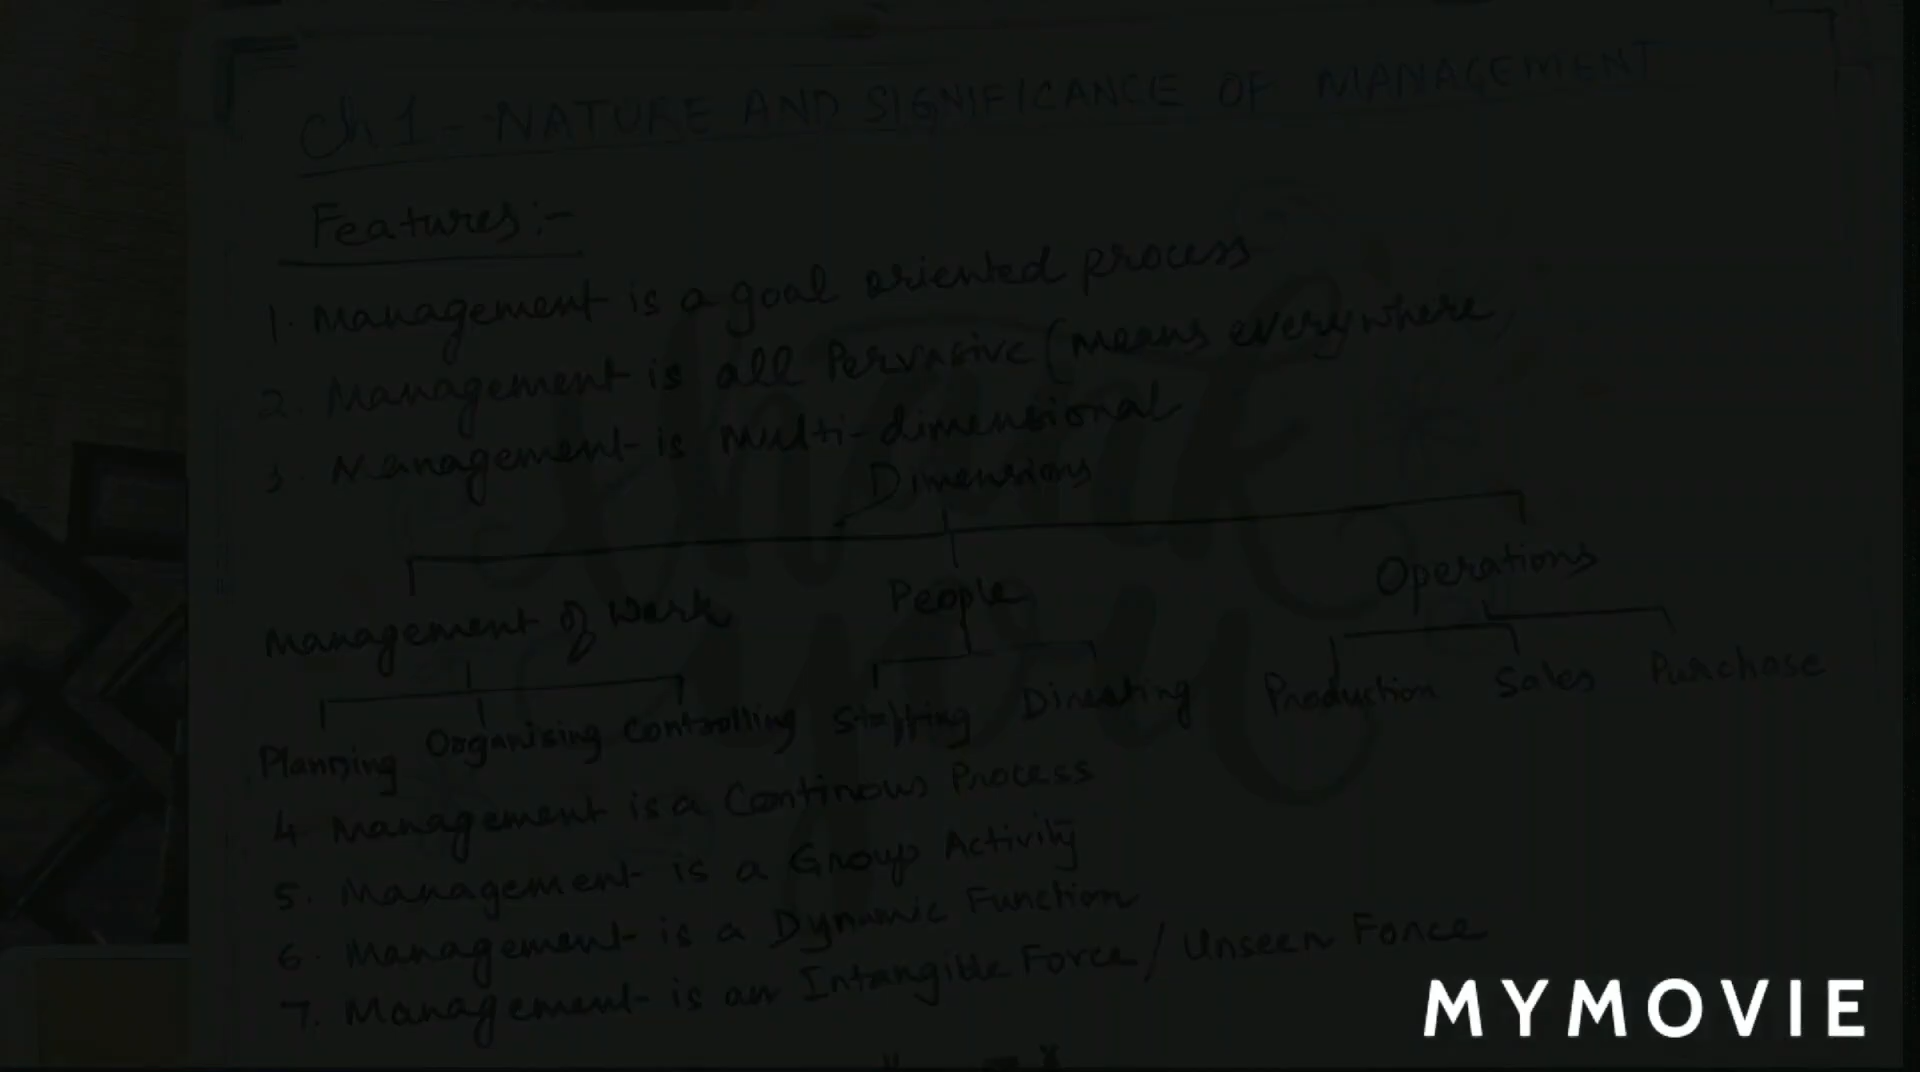 Ch 1 - NATURE AND SIGNIFICANCE OF MANAGEMENT
Features :-
1. Management is a goal oriented process
2. Management is all Pervasive (means everywhere)
3. Management is Multi-dimensional
Dimensions
Management of Work People Operations
Planning Organising Controlling Staffing Directing Production Sales Purchase
4. Management is a Continous Process
5. Management is a Group Activity
6. Management is a Dynamic Function
7. Management is an Intangible Force / Unseen Force
Thank
you
MYMOVIE